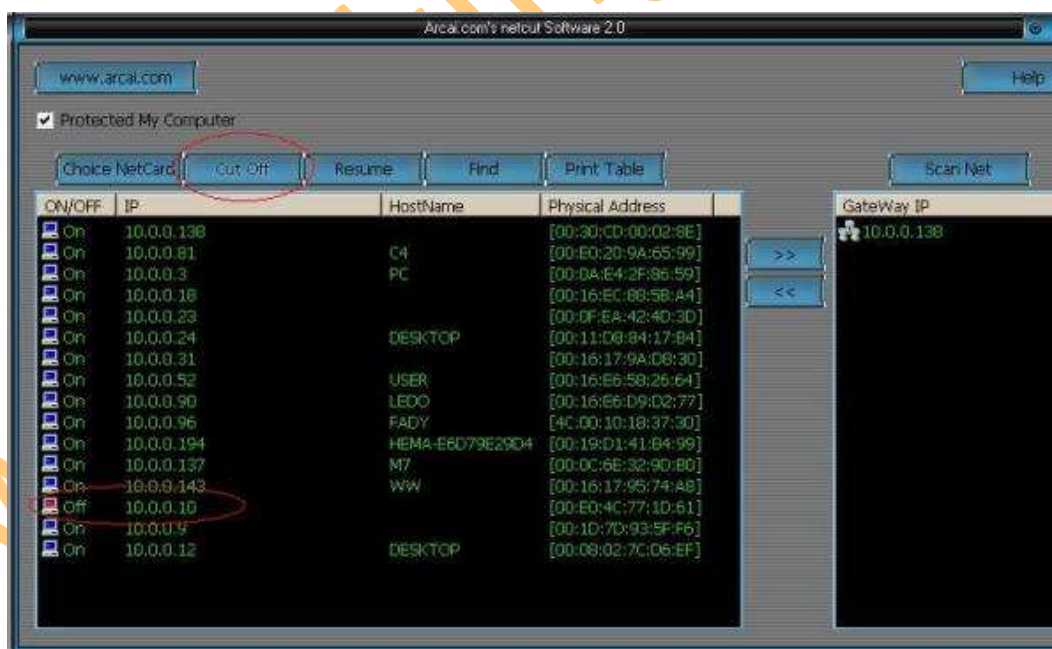 Arcai.com's netcut Software 2.0
www.arcai.com Help
Protected My Computer
Choice NetCard Cut Off Resume Find Print Table Scan Net
ON/OFF IP HostName Physical Address GateWay IP
On 10.0.0.138 [00:30:CD:00:02:8E] 10.0.0.138
On 10.0.0.81 C4 [00:E0:20:9A:65:99] >>
On 10.0.0.3 PC [00:0A:E4:2F:86:59]
On 10.0.0.18 [00:16:EC:88:5B:A4] <<
On 10.0.0.23 [00:0F:EA:42:4D:3D]
On 10.0.0.24 DESKTOP [00:11:D8:84:17:84]
On 10.0.0.31 [00:16:17:9A:D8:30]
On 10.0.0.52 USER [00:16:E6:58:26:64]
On 10.0.0.90 LEDO [00:16:E6:D9:D2:77]
On 10.0.0.96 FADY [4C:00:10:18:37:30]
On 10.0.0.194 HEMA-E6D79E29D4 [00:19:D1:41:84:99]
On 10.0.0.137 M7 [00:0C:6E:32:9D:80]
On 10.0.0.143 WW [00:16:17:95:74:A8]
Off 10.0.0.10 [00:E0:4C:77:1D:61]
On 10.0.0.9 [00:1D:7D:93:5F:F6]
On 10.0.0.12 DESKTOP [00:08:02:7C:D6:EF]